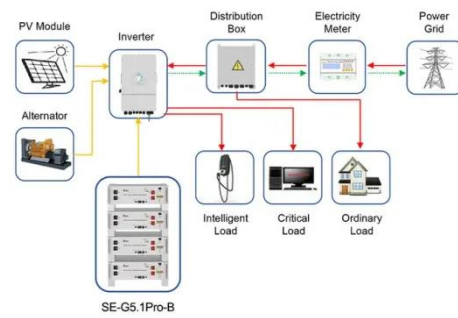 PV Module
Inverter
Distribution
Box
Electricity
Meter
Power
Grid
Alternator
Intelligent
Load
Critical
Load
Ordinary
Load
SE-G5.1Pro-B